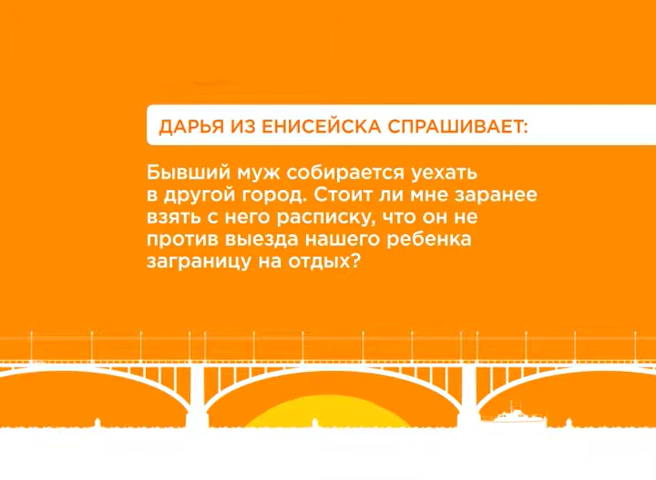 ДАРЬЯ ИЗ ЕНИСЕЙСКА СПРАШИВАЕТ:
Бывший муж собирается уехать
в другой город. Стоит ли мне заранее
взять с него расписку, что он не
против выезда нашего ребенка
заграницу на отдых?